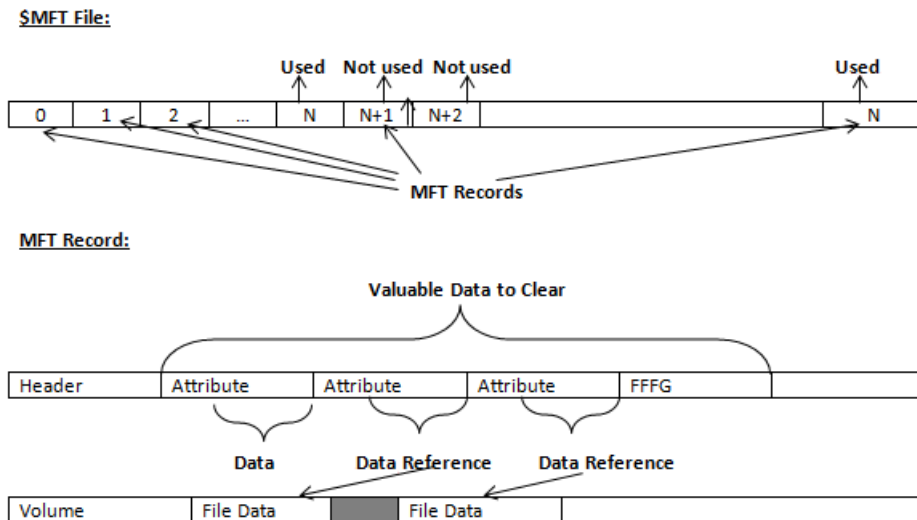 $MFT File:
Used Not used Not used Used
0 1 2 ... N N+1 N+2 N
MFT Records
MFT Record:
Valuable Data to Clear
Header Attribute Attribute Attribute FFFG
Data Data Reference Data Reference
Volume File Data File Data